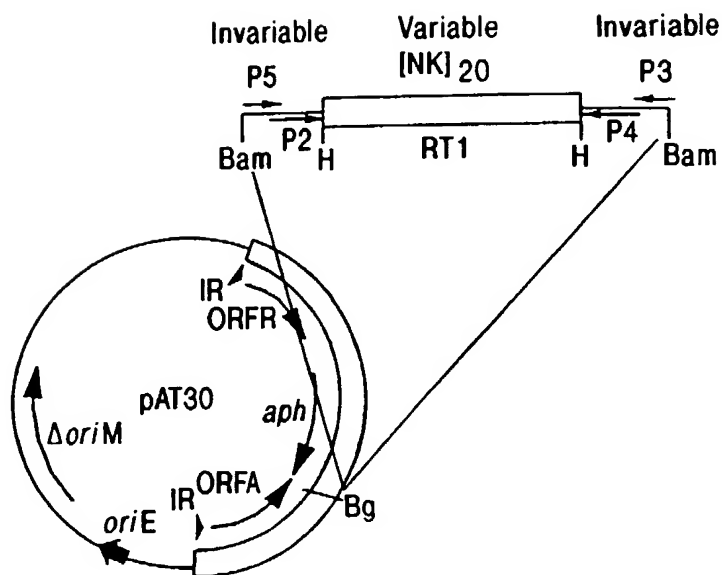 Invariable Variable Invariable
[NK] 20
P5 P3
P2 P4
Bam H RT1 H Bam
IR
ORFR
pAT30
aph
ΔoriM
ORFA
IR
Bg
oriE